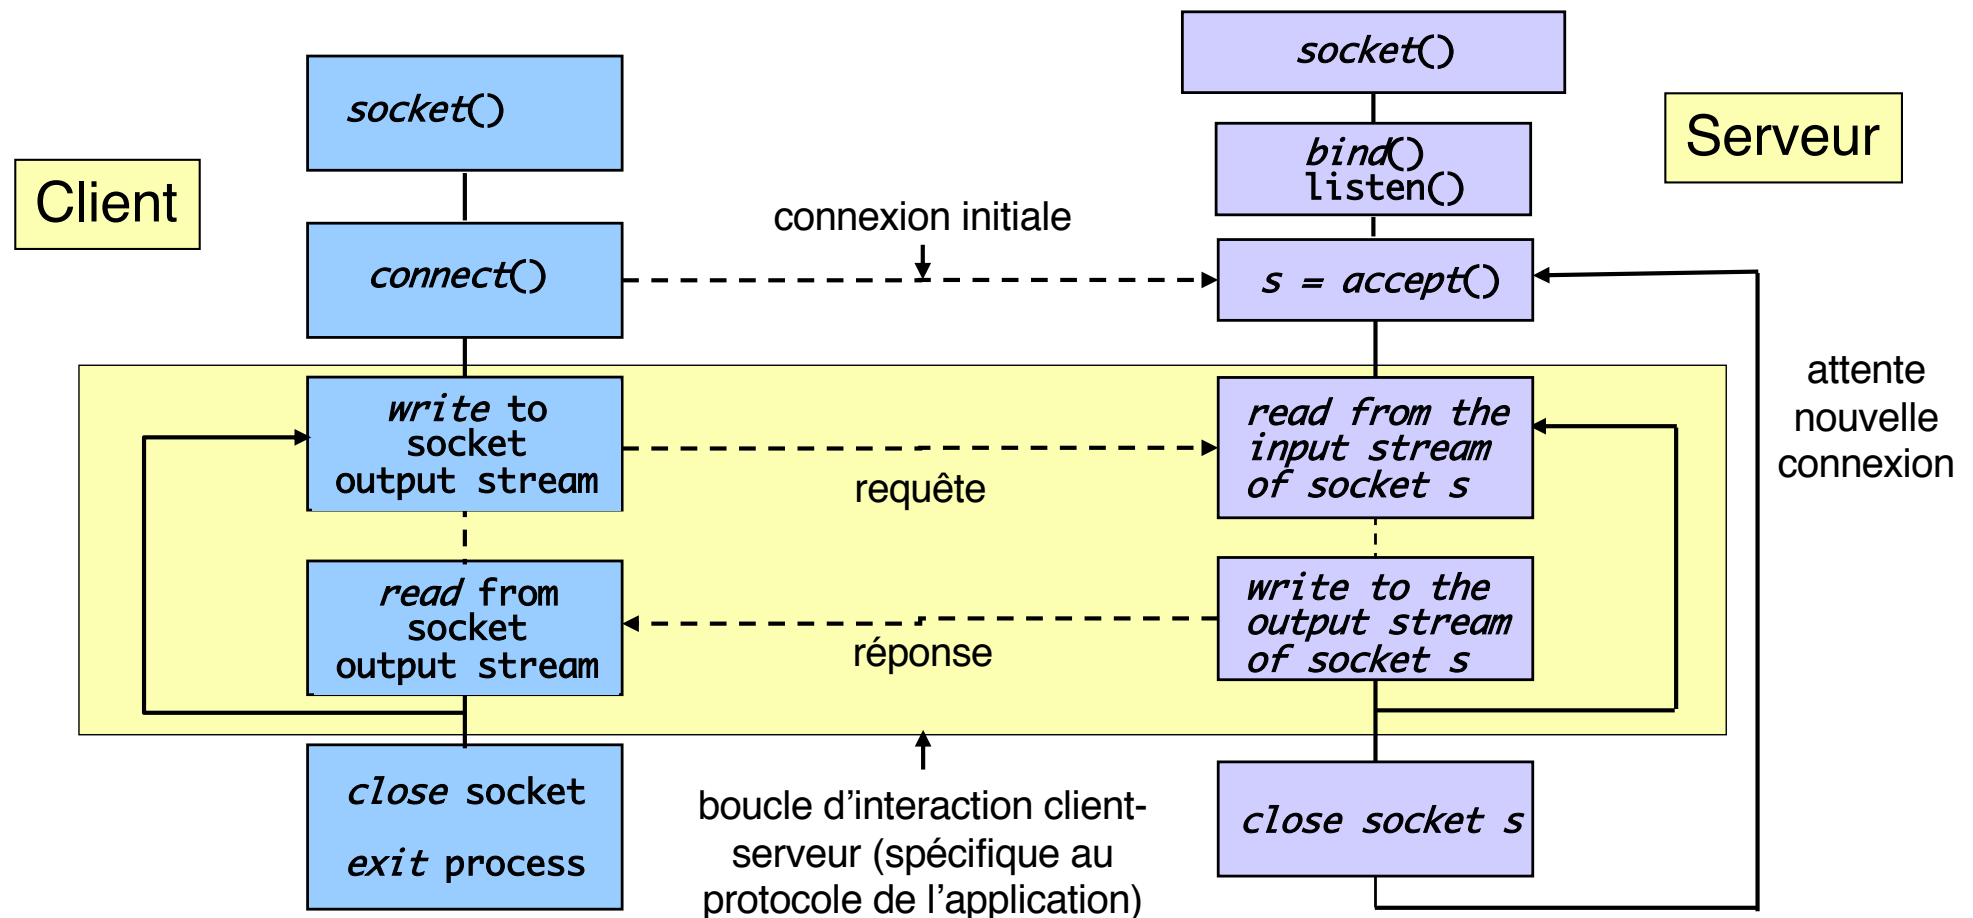 socket()
socket()
Serveur
bind()
listen()
Client
connexion initiale
connect()
s = accept()
attente
nouvelle
connexion
write to
socket
output stream
read from the
input stream
of socket s
requête
read from
socket
output stream
write to the
output stream
of socket s
réponse
close socket
exit process
boucle d'interaction client-
serveur (spécifique au
protocole de l'application)
close socket s